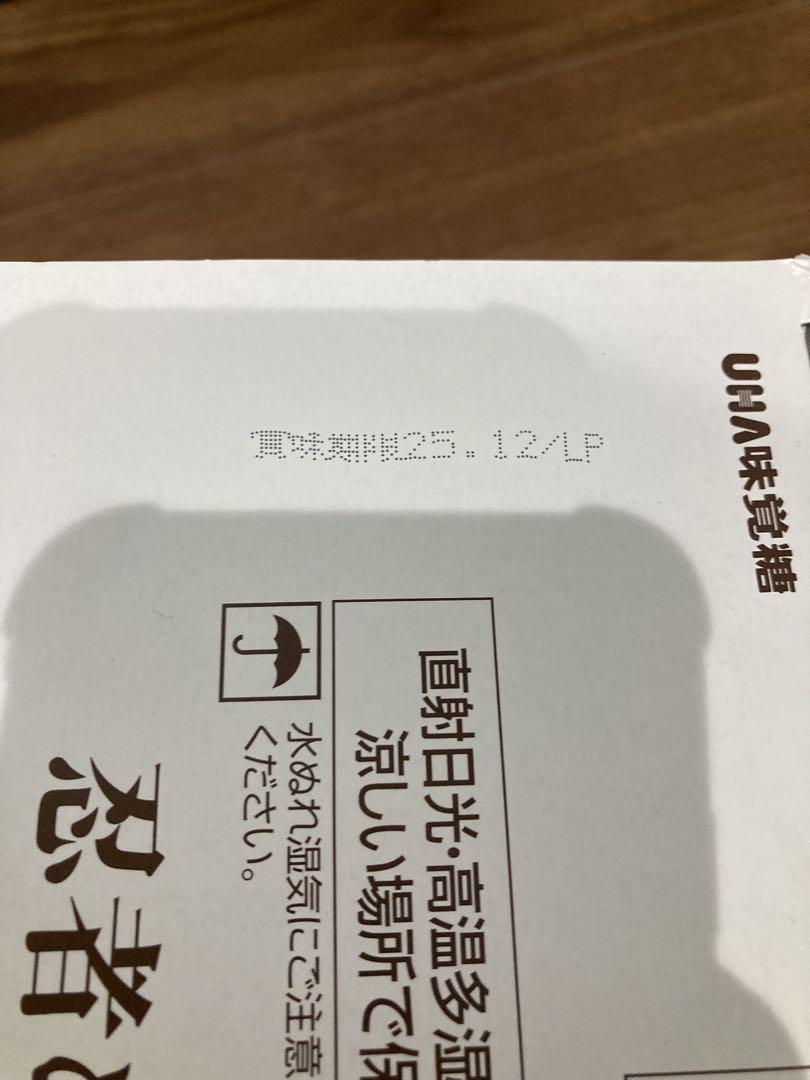 賞味期限25.12/LP
UHA味覚糖
直射日光・高温多湿
涼しい場所で保
水ぬれ湿気にご注意
ください。
忍者め